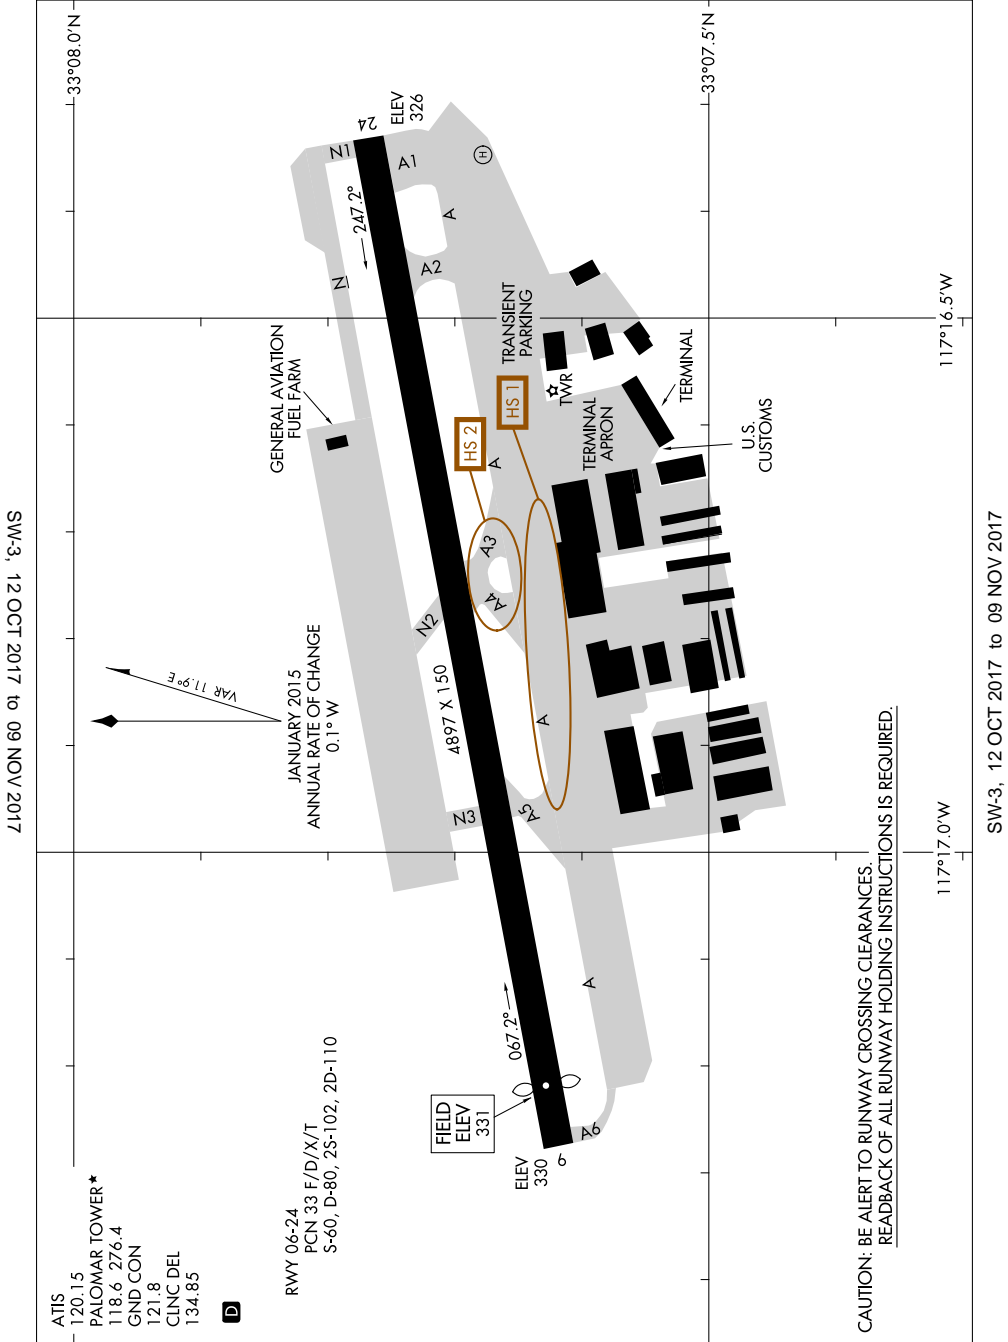 ATIS
120.15
PALOMAR TOWER★
118.6 276.4
GND CON
121.8
CLNC DEL
134.85
D
RWY 06-24
PCN 33 F/D/X/T
S-60, D-80, 2S-102, 2D-110
JANUARY 2015
ANNUAL RATE OF CHANGE
0.1° W
VAR 11.9°E
33°08.0'N
33°07.5'N
117°17.0'W
117°16.5'W
GENERAL AVIATION
FUEL FARM
FIELD
ELEV
331
ELEV
330
6
067.2°
4897 X 150
247.2°
24
ELEV
326
N1
N
N2
N3
A1
A
A2
A
A3
A4
A
A5
A
A6
H
HS 2
HS 1
TRANSIENT
PARKING
TWR
TERMINAL
APRON
TERMINAL
U.S.
CUSTOMS
CAUTION: BE ALERT TO RUNWAY CROSSING CLEARANCES.
READBACK OF ALL RUNWAY HOLDING INSTRUCTIONS IS REQUIRED.
SW-3, 12 OCT 2017 to 09 NOV 2017
SW-3, 12 OCT 2017 to 09 NOV 2017